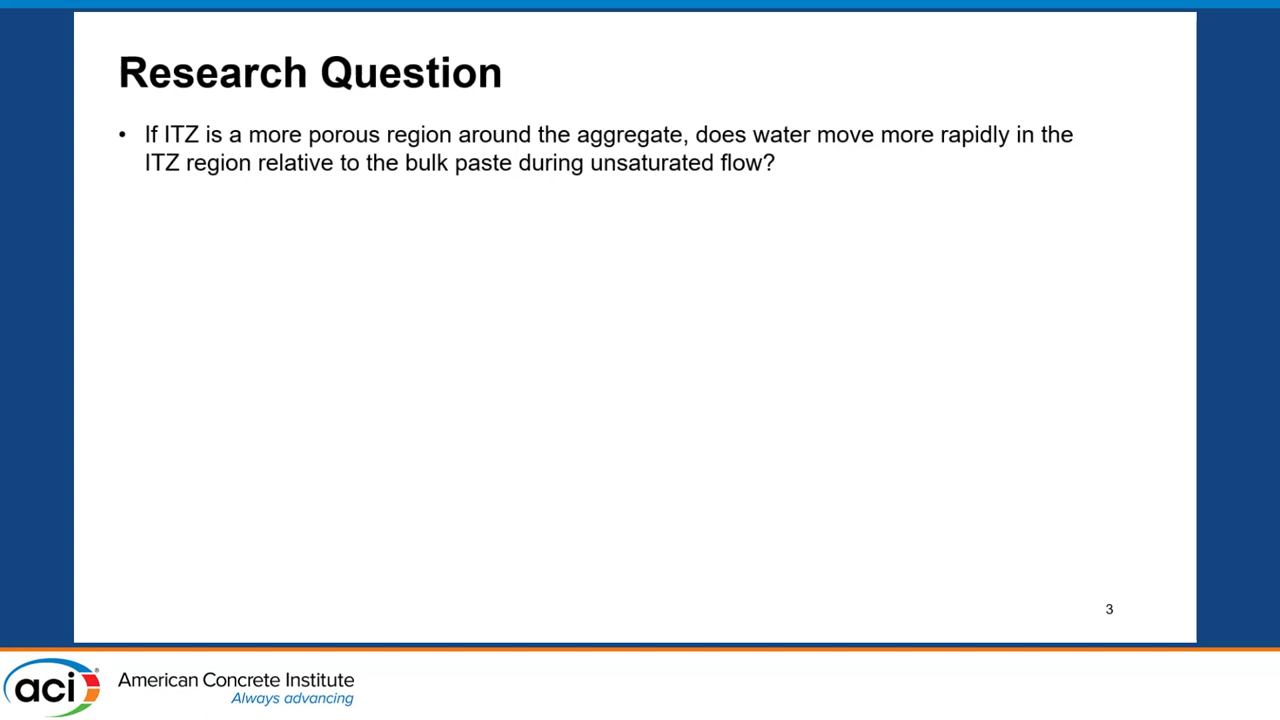 Research Question
• If ITZ is a more porous region around the aggregate, does water move more rapidly in the
ITZ region relative to the bulk paste during unsaturated flow?
3
aci®
American Concrete Institute
Always advancing